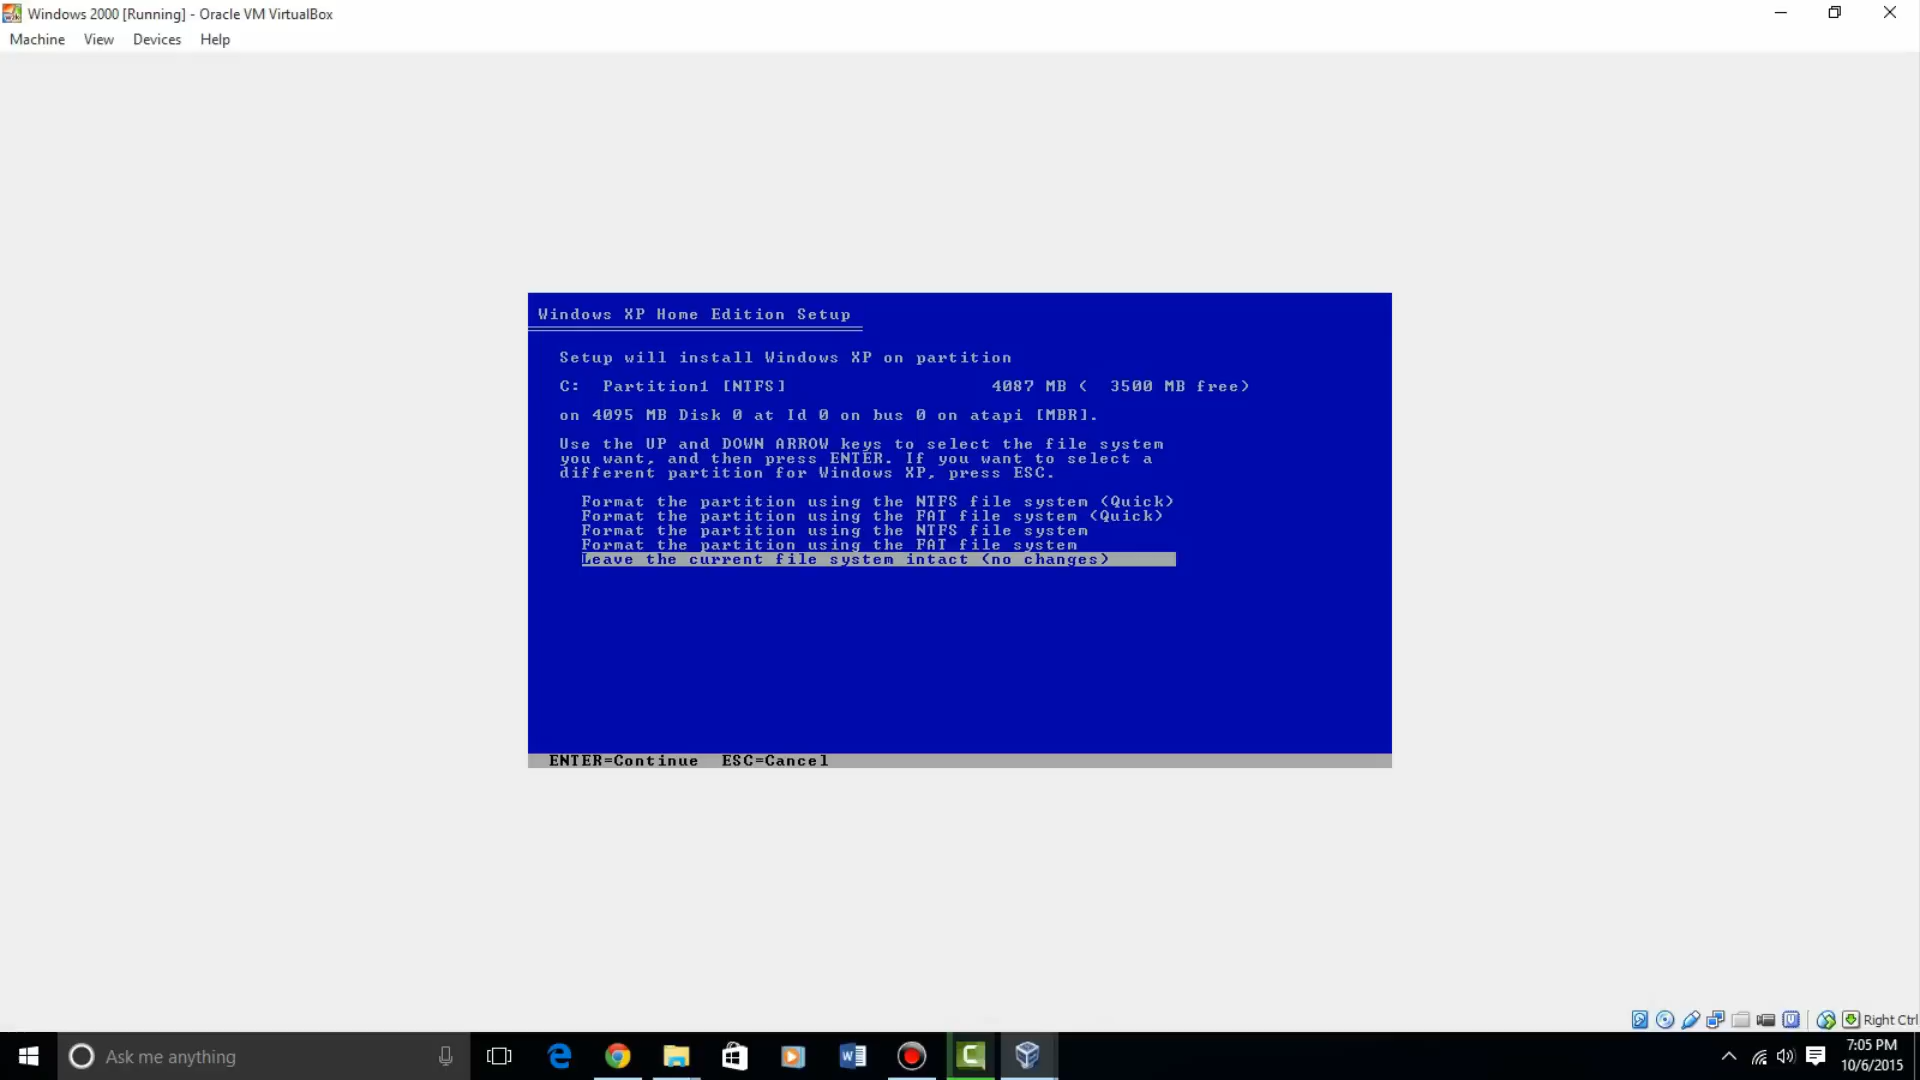 Windows 2000 [Running] - Oracle VM VirtualBox
Machine View Devices Help
Windows XP Home Edition Setup
Setup will install Windows XP on partition
C: Partition1 [NTFS] 4087 MB ( 3500 MB free)
on 4095 MB Disk 0 at Id 0 on bus 0 on atapi [MBR].
Use the UP and DOWN ARROW keys to select the file system
you want, and then press ENTER. If you want to select a
different partition for Windows XP, press ESC.
Format the partition using the NTFS file system (Quick)
Format the partition using the FAT file system (Quick)
Format the partition using the NTFS file system
Format the partition using the FAT file system
Leave the current file system intact (no changes)
ENTER=Continue ESC=Cancel
Right Ctrl
Ask me anything
7:05 PM
10/6/2015